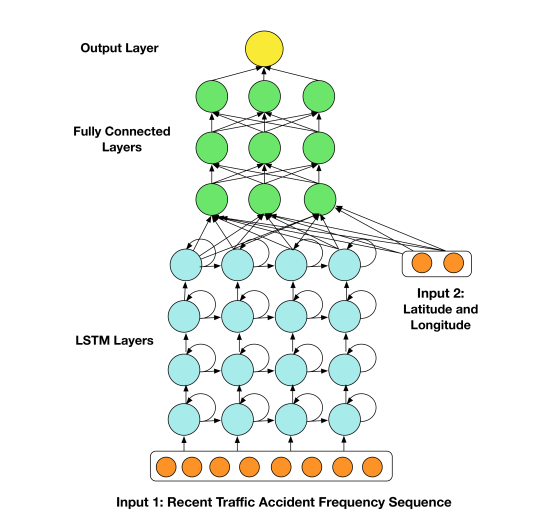 Output Layer
Fully Connected
Layers
Input 2:
Latitude and
Longitude
LSTM Layers
Input 1: Recent Traffic Accident Frequency Sequence